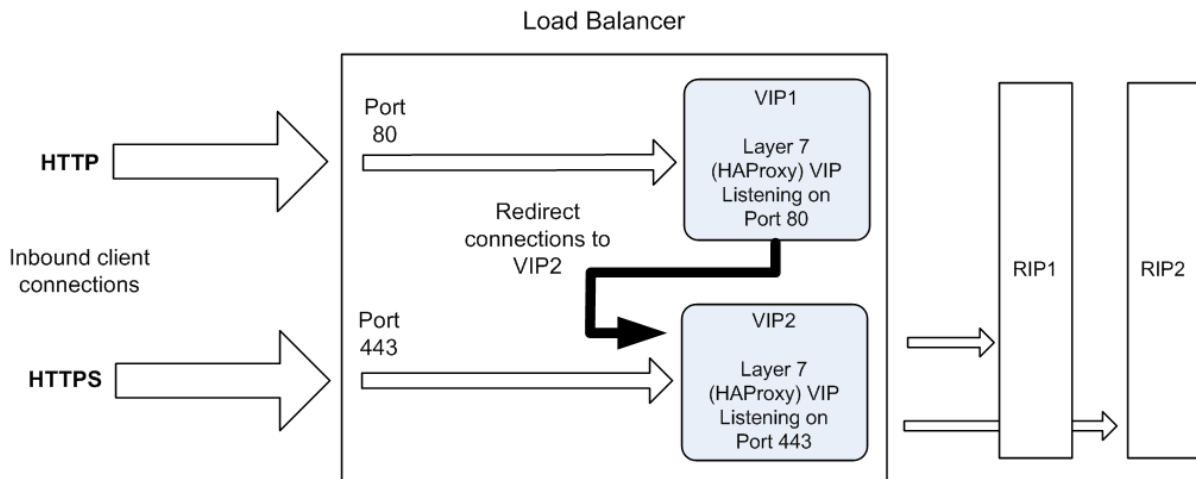 Load Balancer
HTTP
Inbound client
connections
HTTPS
Port
80
VIP1
Layer 7
(HAProxy) VIP
Listening on
Port 80
Redirect
connections to
VIP2
Port
443
VIP2
Layer 7
(HAProxy) VIP
Listening on
Port 443
RIP1
RIP2